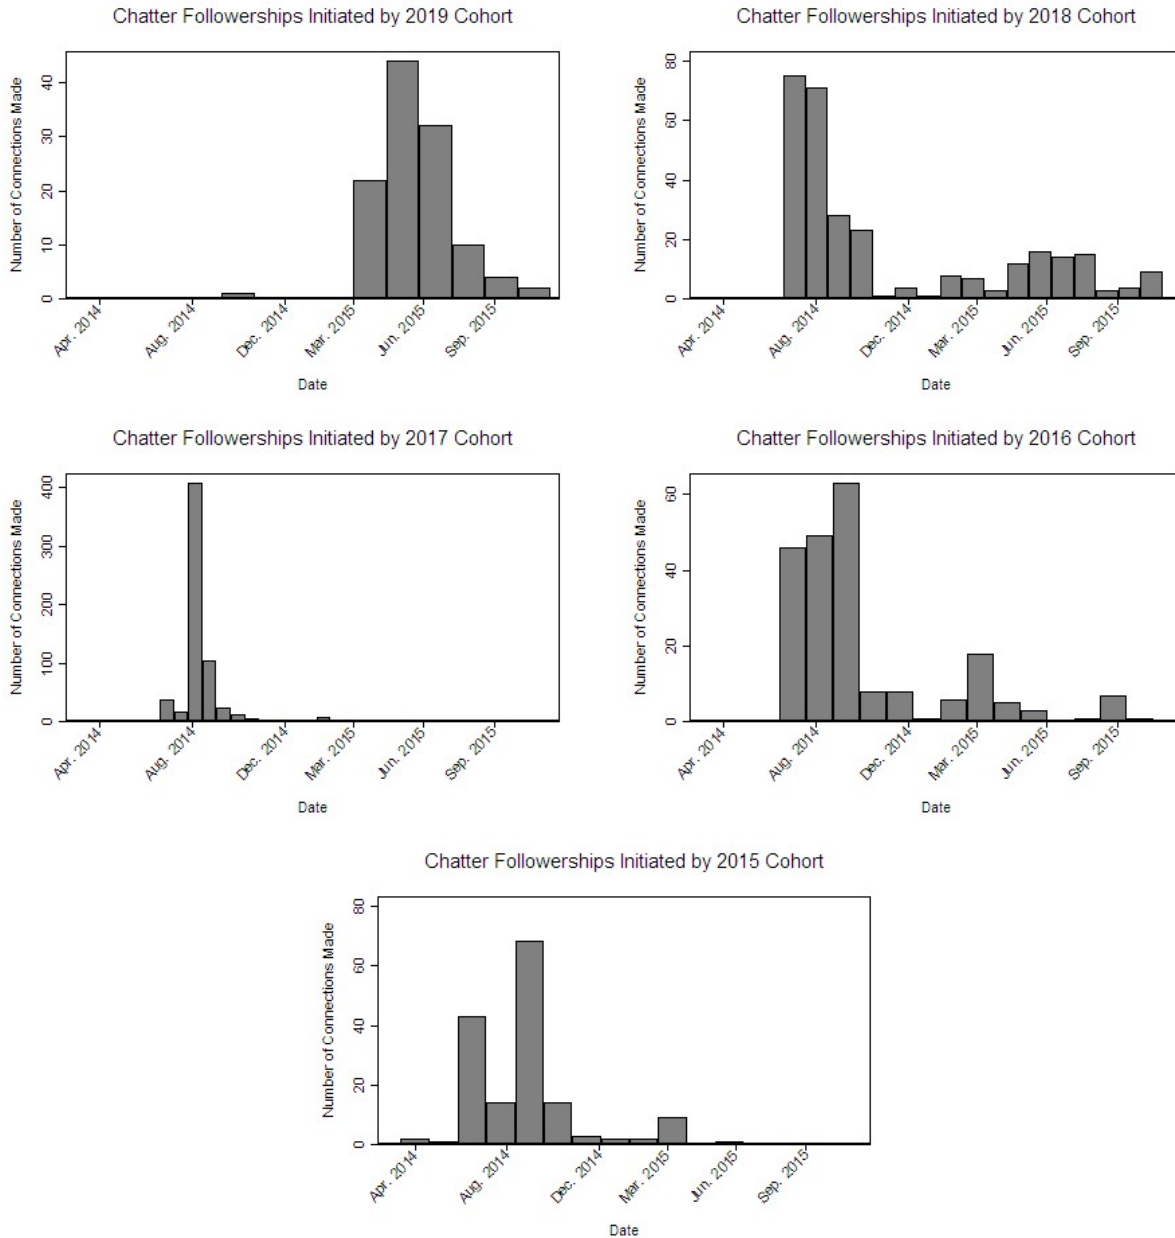 Chatter Followerships Initiated by 2019 Cohort
Number of Connections Made
40
30
20
10
0
Apr. 2014
Aug. 2014
Dec. 2014
Mar. 2015
Jun. 2015
Sep. 2015
Date
Chatter Followerships Initiated by 2018 Cohort
Number of Connections Made
80
60
40
20
0
Apr. 2014
Aug. 2014
Dec. 2014
Mar. 2015
Jun. 2015
Sep. 2015
Date
Chatter Followerships Initiated by 2017 Cohort
Number of Connections Made
400
300
200
100
0
Apr. 2014
Aug. 2014
Dec. 2014
Mar. 2015
Jun. 2015
Sep. 2015
Date
Chatter Followerships Initiated by 2016 Cohort
Number of Connections Made
60
40
20
0
Apr. 2014
Aug. 2014
Dec. 2014
Mar. 2015
Jun. 2015
Sep. 2015
Date
Chatter Followerships Initiated by 2015 Cohort
Number of Connections Made
80
60
40
20
0
Apr. 2014
Aug. 2014
Dec. 2014
Mar. 2015
Jun. 2015
Sep. 2015
Date